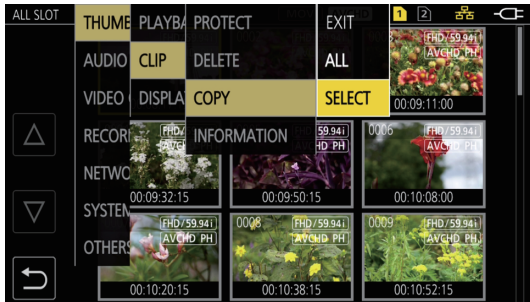 ALL SLOT
THUME
PLAYBA
PROTECT
EXIT
1 2
AUDIO
CLIP
DELETE
ALL
VIDEO
DISPLA
COPY
SELECT
RECOR
INFORMATION
NETWO
SYSTEM
OTHERS
FHD/59.94i
AVCHD PH
00:09:11:00
FHD/
AVC
00:09:32:15
59.94i
HD PH
00:09:50:15
0006
FHD/59.94i
AVCHD PH
00:10:08:00
FHD/59.94i
AVCHD PH
00:10:20:15
0008
FHD/59.94i
AVCHD PH
00:10:38:15
0009
FHD/59.94i
AVCHD PH
00:10:52:15